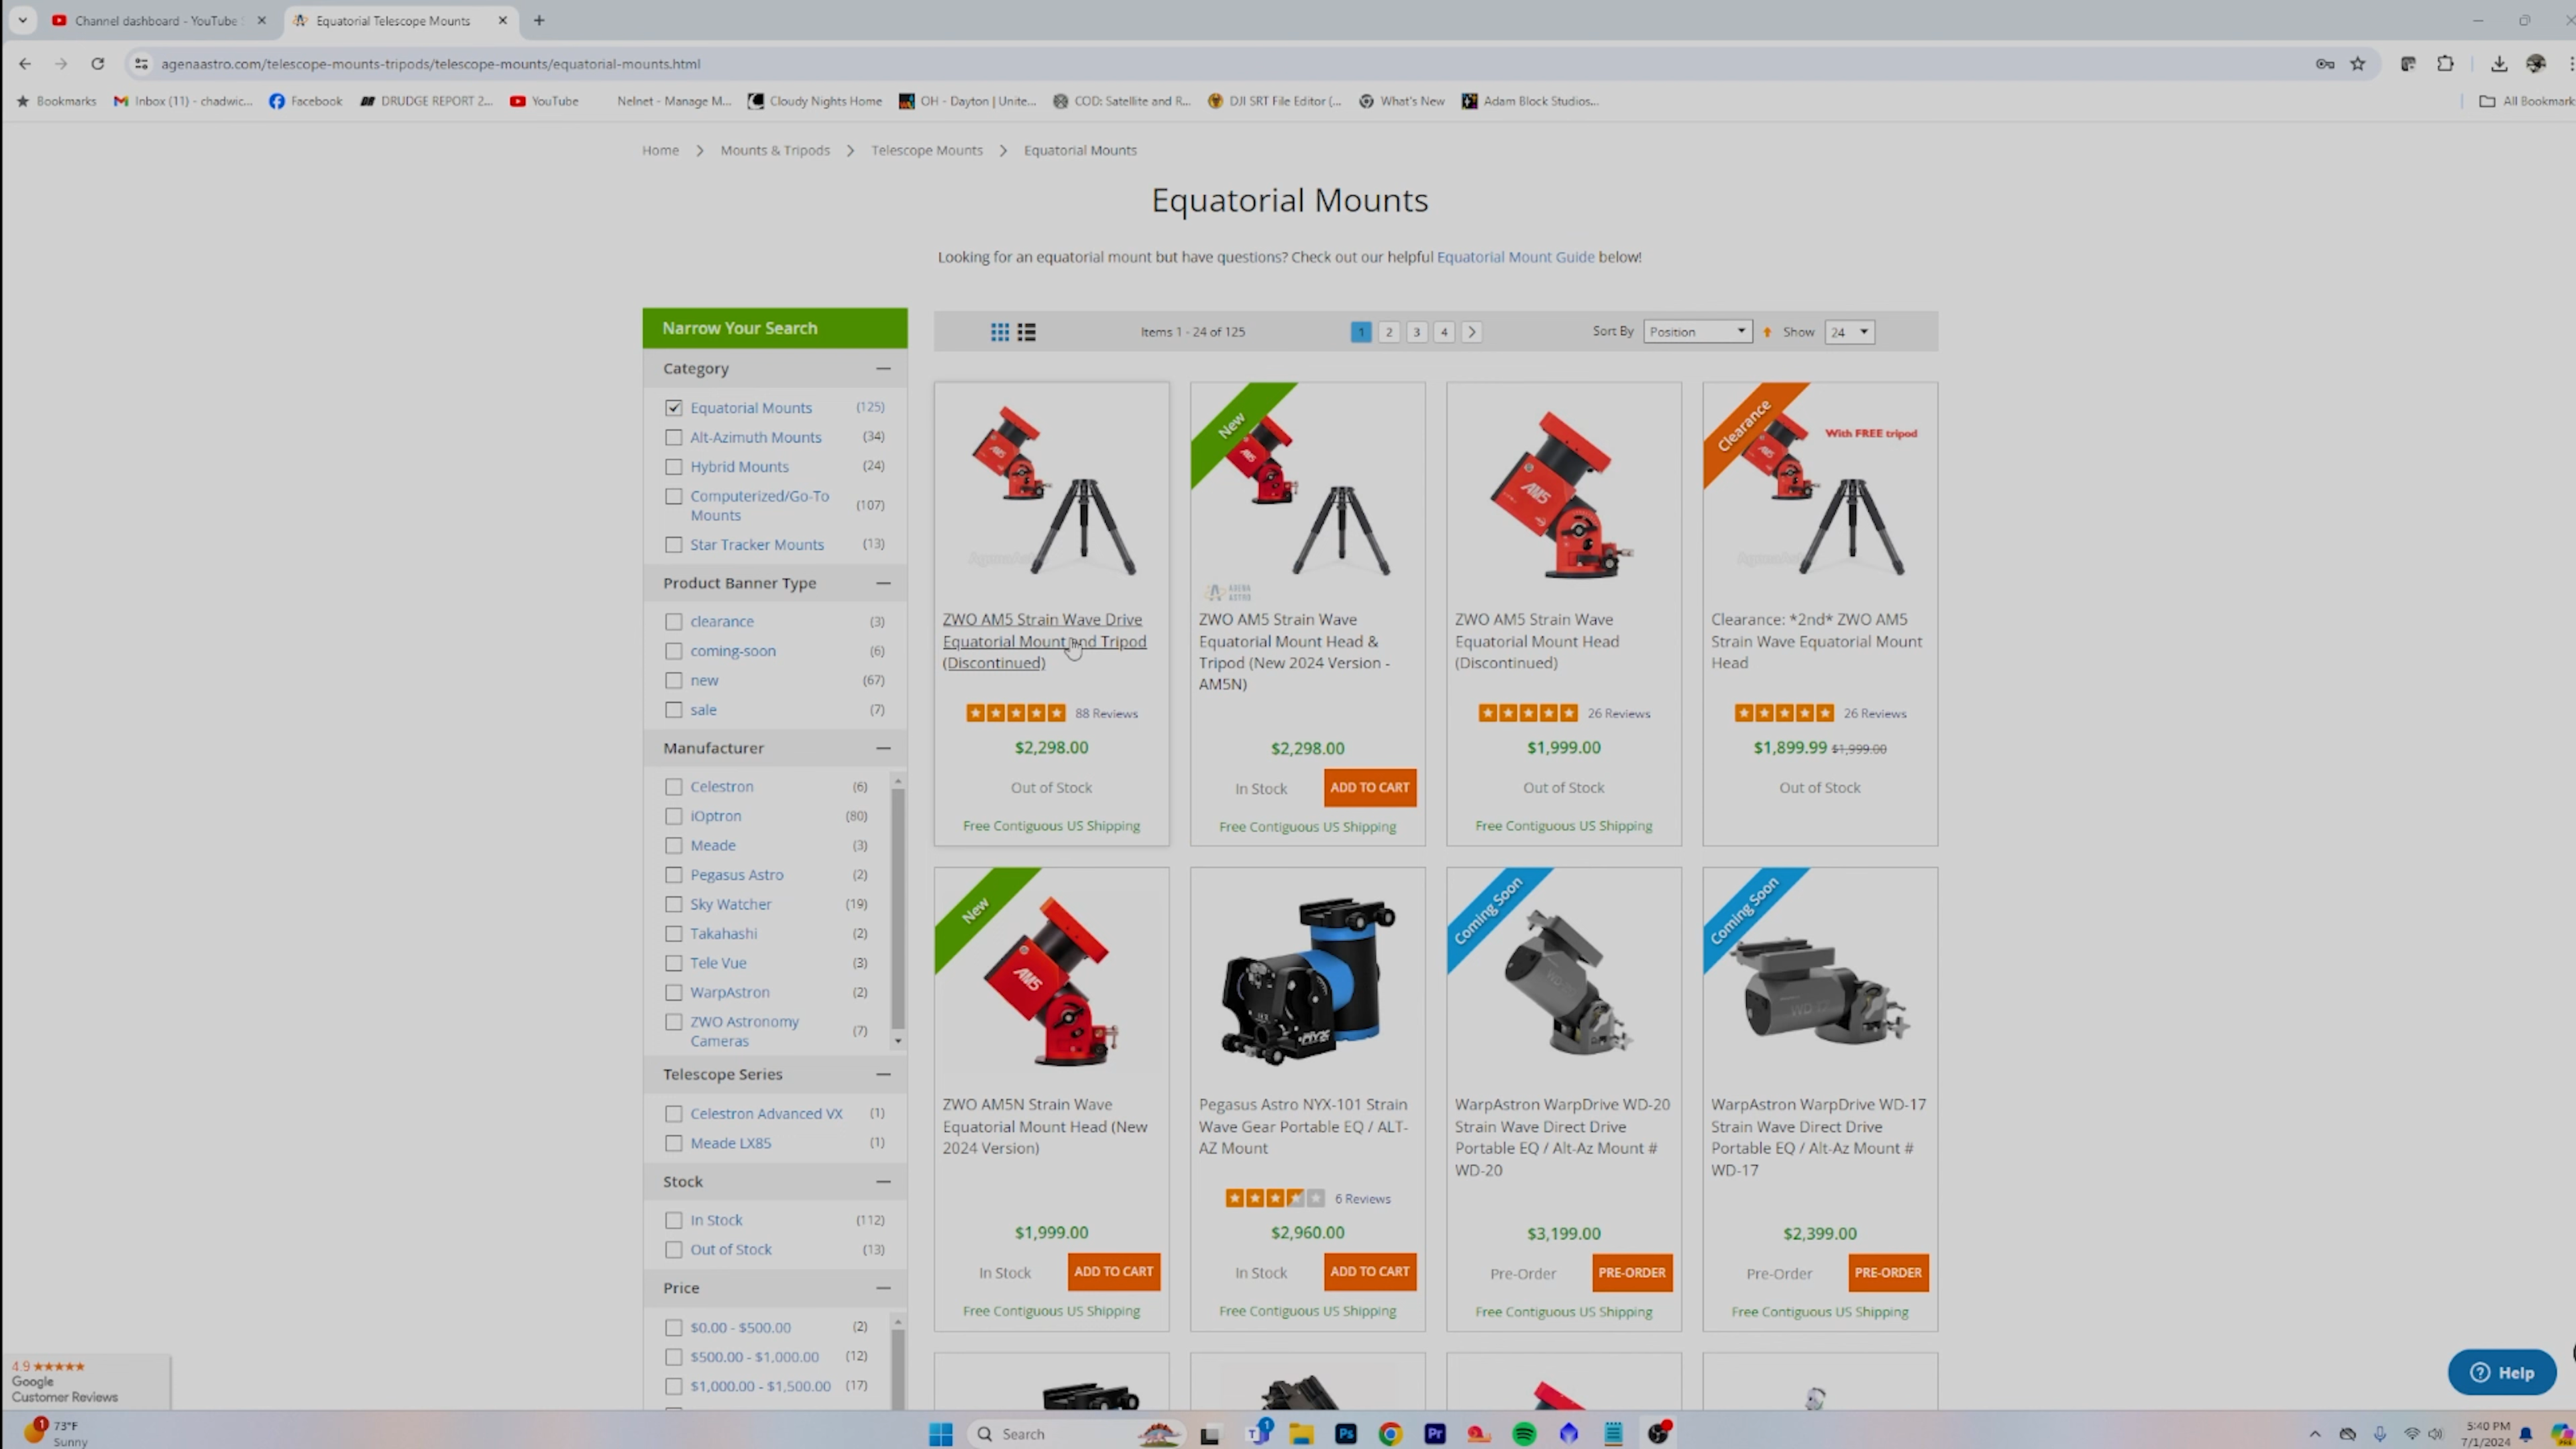 Channel dashboard - YouTube
Equatorial Telescope Mounts
agenaastro.com/telescope-mounts-tripods/telescope-mounts/equatorial-mounts.html
Bookmarks
Inbox (11) - chadwic...
Facebook
DRUDGE REPORT 2...
YouTube
Nelnet - Manage M...
Cloudy Nights Home
OH - Dayton | Unite...
COD: Satellite and R...
DJI SRT File Editor (...
What's New
Adam Block Studios...
All Bookmark
Home
Mounts & Tripods
Telescope Mounts
Equatorial Mounts
Equatorial Mounts
Looking for an equatorial mount but have questions? Check out our helpful Equatorial Mount Guide below!
Narrow Your Search
Category
Equatorial Mounts (125)
Alt-Azimuth Mounts (34)
Hybrid Mounts (24)
Computerized/Go-To
Mounts (107)
Star Tracker Mounts (13)
Product Banner Type
clearance (3)
coming-soon (6)
new (67)
sale (7)
Manufacturer
Celestron (6)
iOptron (80)
Meade (3)
Pegasus Astro (2)
Sky Watcher (19)
Takahashi (2)
Tele Vue (3)
WarpAstron (2)
ZWO Astronomy
Cameras (7)
Telescope Series
Celestron Advanced VX (1)
Meade LX85 (1)
Stock
In Stock (112)
Out of Stock (13)
Price
$0.00 - $500.00 (2)
$500.00 - $1,000.00 (12)
$1,000.00 - $1,500.00 (17)
Items 1 - 24 of 125
1 2 3 4
Sort By Position
Show 24
AM5
ZWO AM5 Strain Wave Drive
Equatorial Mount and Tripod
(Discontinued)
88 Reviews
$2,298.00
Out of Stock
Free Contiguous US Shipping
New
AM5
AGENA
ASTRO
ZWO AM5 Strain Wave
Equatorial Mount Head &
Tripod (New 2024 Version -
AM5N)
$2,298.00
In Stock
ADD TO CART
Free Contiguous US Shipping
AM5
ZWO AM5 Strain Wave
Equatorial Mount Head
(Discontinued)
26 Reviews
$1,999.00
Out of Stock
Free Contiguous US Shipping
Clearance
With FREE tripod
AM5
Clearance: *2nd* ZWO AM5
Strain Wave Equatorial Mount
Head
26 Reviews
$1,899.99 $1,999.00
Out of Stock
New
AM5
ZWO AM5N Strain Wave
Equatorial Mount Head (New
2024 Version)
$1,999.00
In Stock
ADD TO CART
Free Contiguous US Shipping
NYX
Pegasus Astro NYX-101 Strain
Wave Gear Portable EQ / ALT-
AZ Mount
6 Reviews
$2,960.00
In Stock
ADD TO CART
Free Contiguous US Shipping
Coming Soon
WD-20
WarpAstron WarpDrive WD-20
Strain Wave Direct Drive
Portable EQ / Alt-Az Mount #
WD-20
$3,199.00
Pre-Order
PRE-ORDER
Free Contiguous US Shipping
Coming Soon
WD-17
WarpAstron WarpDrive WD-17
Strain Wave Direct Drive
Portable EQ / Alt-Az Mount #
WD-17
$2,399.00
Pre-Order
PRE-ORDER
Free Contiguous US Shipping
4.9
Google
Customer Reviews
Help
1
73°F
Sunny
Search
1
Ps
Pr
5:40 PM
7/1/2024